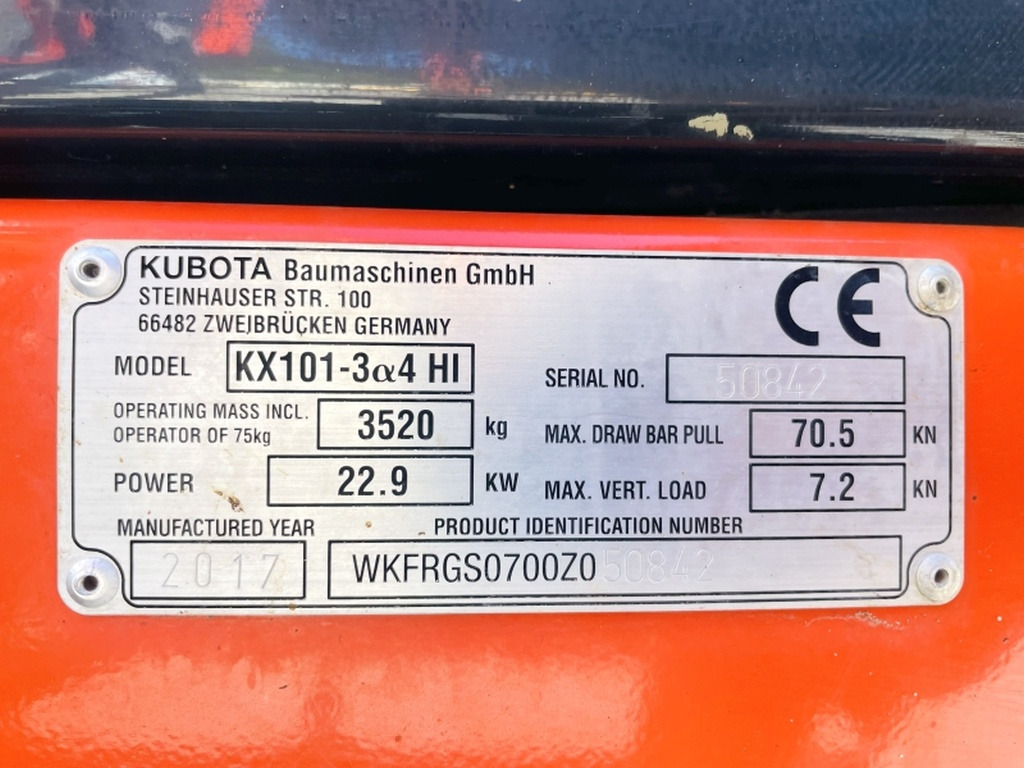 KUBOTA Baumaschinen GmbH
STEINHAUSER STR. 100
66482 ZWEIBRÜCKEN GERMANY
CE
MODEL KX101-3α4 HI
SERIAL NO. 50842
OPERATING MASS INCL.
OPERATOR OF 75kg 3520 kg
MAX. DRAW BAR PULL 70.5 KN
POWER 22.9 KW
MAX. VERT. LOAD 7.2 KN
MANUFACTURED YEAR PRODUCT IDENTIFICATION NUMBER
2017 WKFRGS0700Z050842